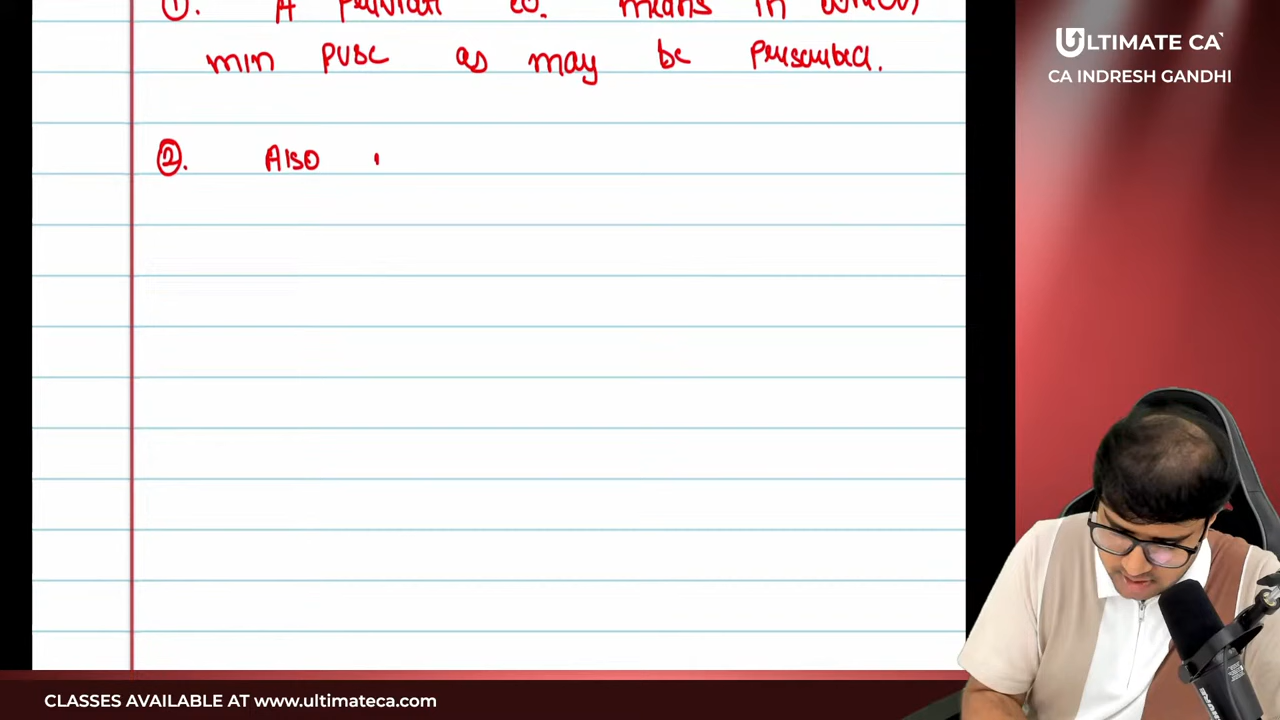 ①. A private co. means in which
min PUSC as may be prescribed.
②. Also
ULTIMATE CA
CA INDRESH GANDHI
CLASSES AVAILABLE AT www.ultimateca.com